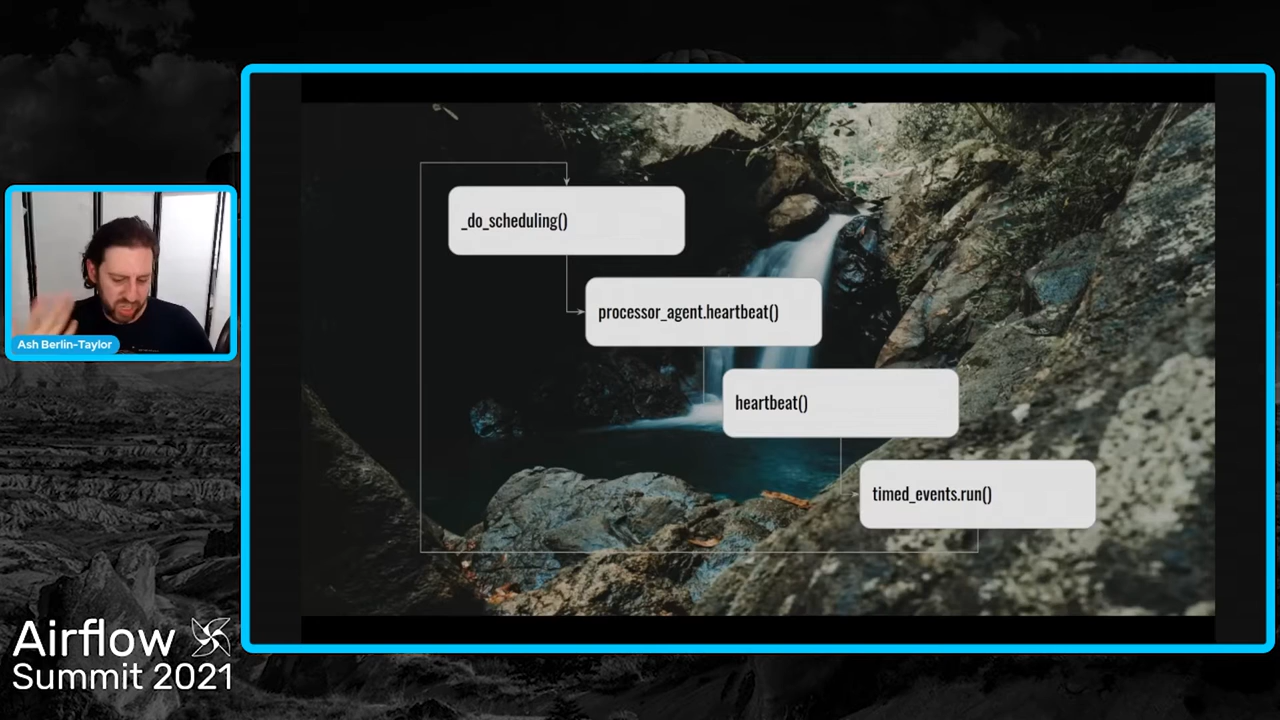 _do_scheduling()
processor_agent.heartbeat()
heartbeat()
timed_events.run()
Ash Berlin-Taylor
Airflow
Summit 2021